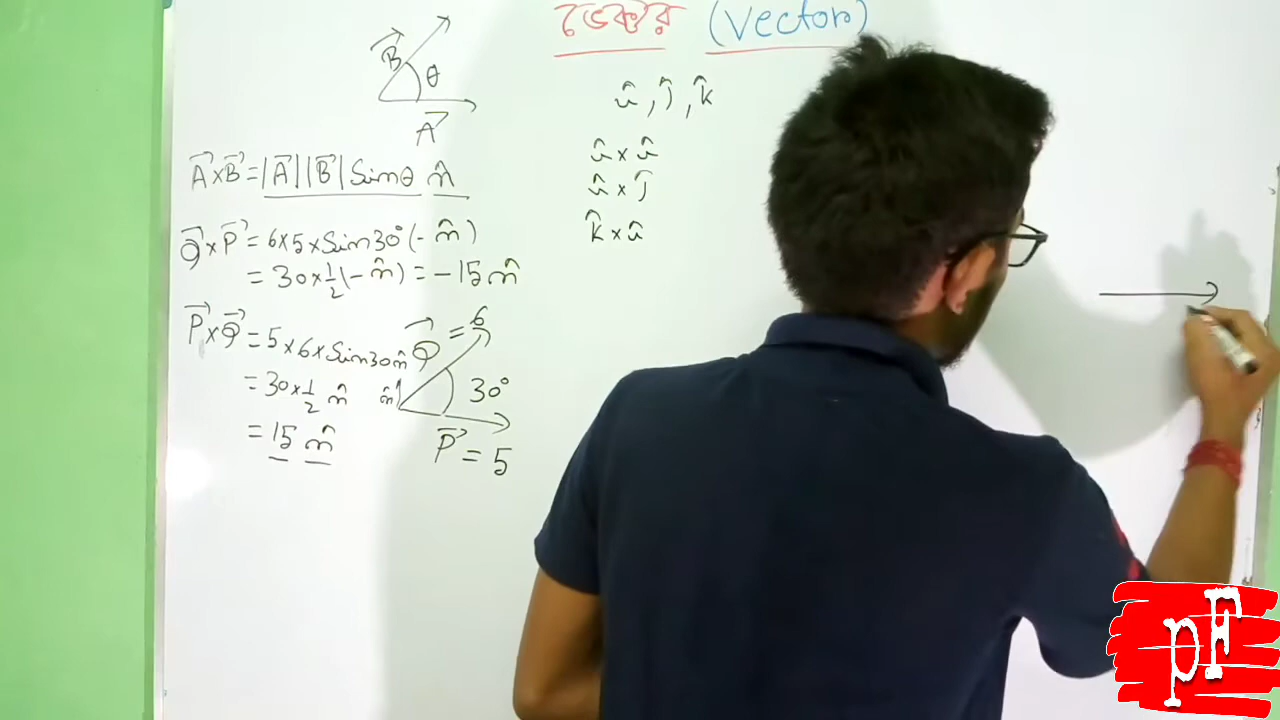 ভেক্টর (Vector)
B⃗ θ
A⃗
î, ĵ, k̂
î × î
î × ĵ
k̂ × î
A⃗×B⃗ = |A⃗||B⃗| Sinθ n̂
Q⃗×P⃗ = 6×5×Sin30°(-n̂)
= 30×1/2(-n̂) = -15n̂
P⃗×Q⃗ = 5×6×Sin30 n̂
= 30×1/2 n̂
= 15 n̂
Q⃗ = 6
n̂ 30°
P⃗ = 5
PF